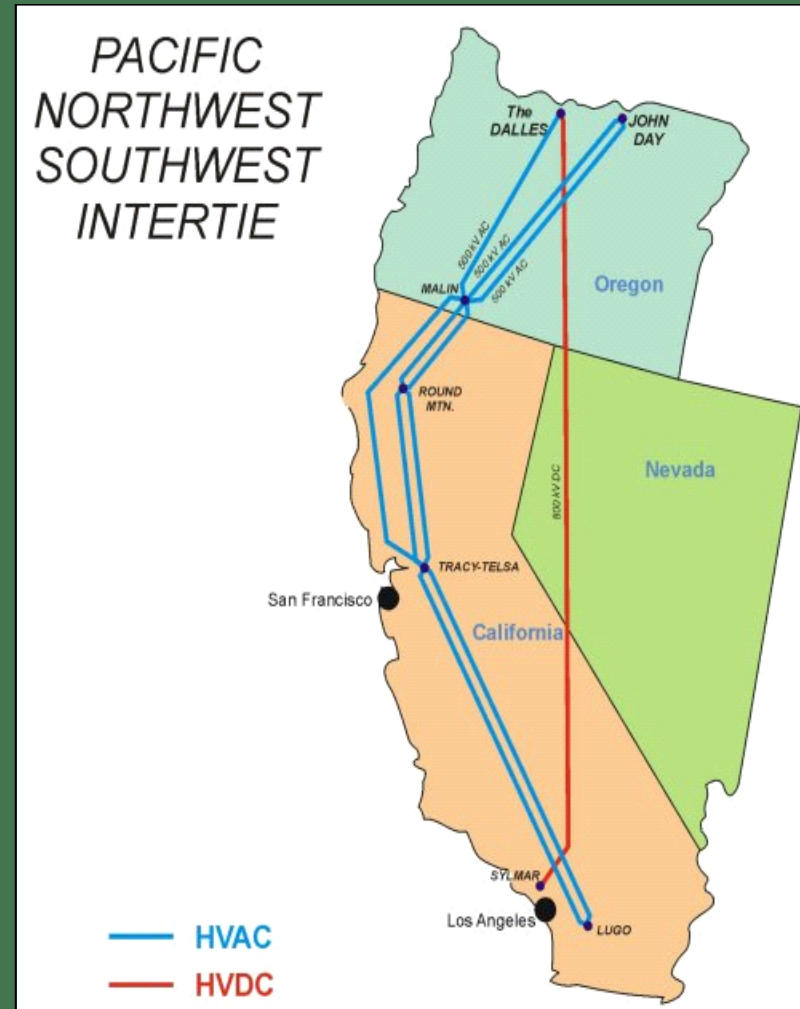 PACIFIC
NORTHWEST
SOUTHWEST
INTERTIE
The
DALLES
JOHN
DAY
500 kV AC
500 kV AC
500 kV AC
MALIN
Oregon
ROUND
MTN.
Nevada
800 kV DC
TRACY-TELSA
San Francisco
California
SYLMAR
Los Angeles
LUGO
HVAC
HVDC